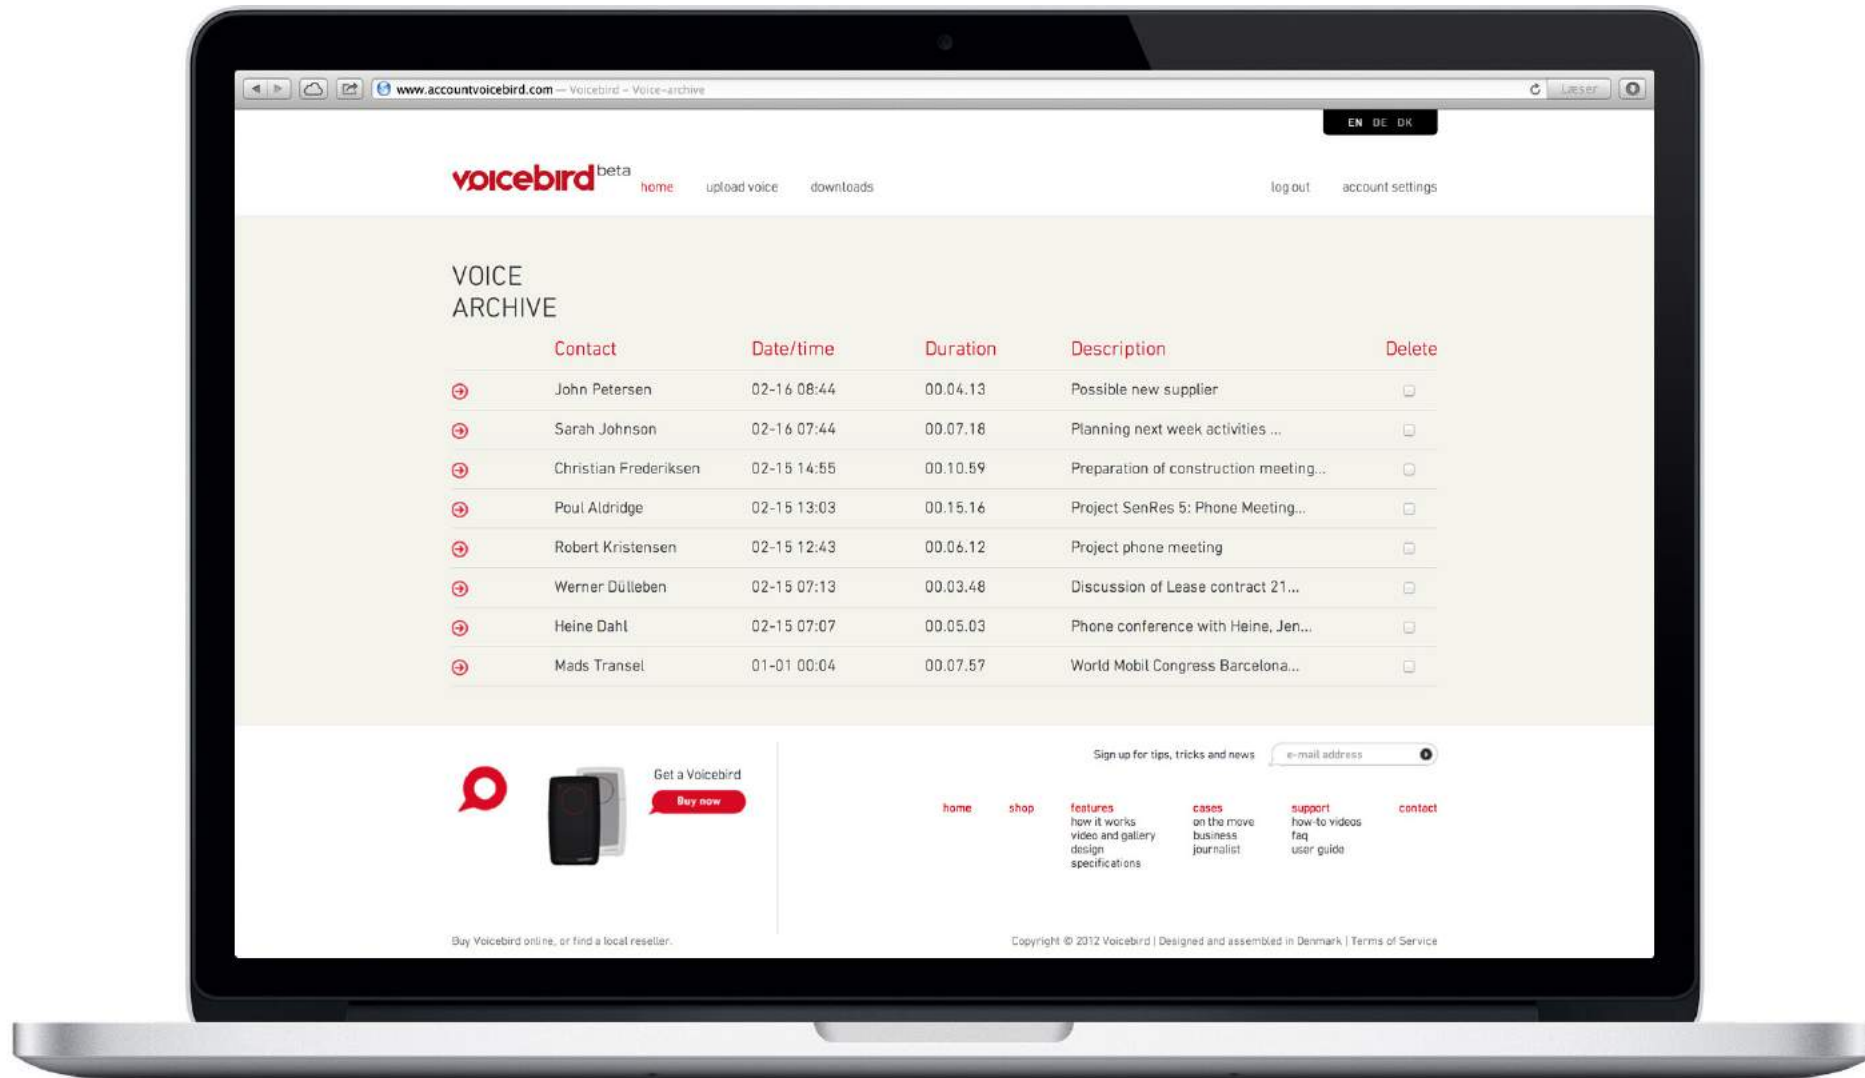 www.accountvoicebird.com — Voicebird – Voice-archive
Læser
EN DE DK
voicebird beta
home upload voice downloads
log out account settings
VOICE
ARCHIVE
Contact Date/time Duration Description Delete
John Petersen 02-16 08:44 00.04.13 Possible new supplier
Sarah Johnson 02-16 07:44 00.07.18 Planning next week activities ...
Christian Frederiksen 02-15 14:55 00.10.59 Preparation of construction meeting...
Poul Aldridge 02-15 13:03 00.15.16 Project SenRes 5: Phone Meeting...
Robert Kristensen 02-15 12:43 00.06.12 Project phone meeting
Werner Dülleben 02-15 07:13 00.03.48 Discussion of Lease contract 21...
Heine Dahl 02-15 07:07 00.05.03 Phone conference with Heine, Jen...
Mads Transel 01-01 00:04 00.07.57 World Mobil Congress Barcelona...
Get a Voicebird
Buy now
Buy Voicebird online, or find a local reseller.
Sign up for tips, tricks and news e-mail address
home shop features cases support contact
how it works on the move how-to videos
video and gallery business faq
design journalist user guide
specifications
Copyright © 2012 Voicebird | Designed and assembled in Denmark | Terms of Service